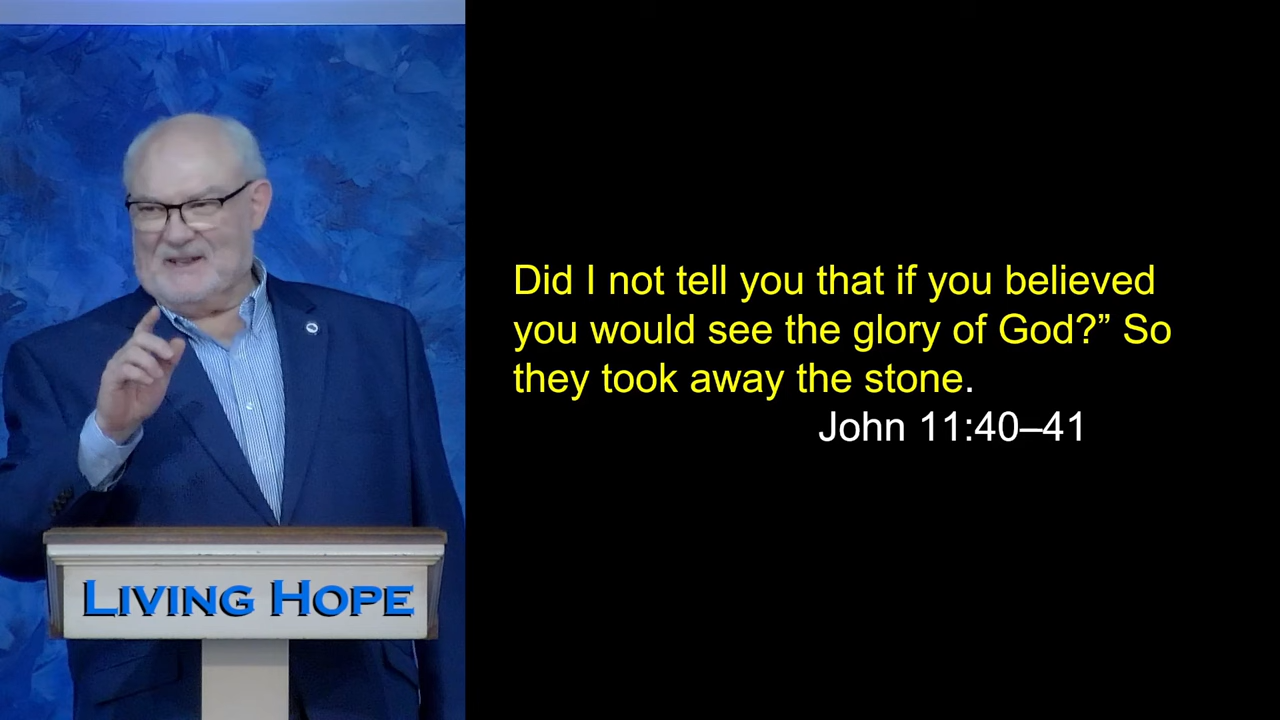 LIVING HOPE
Did I not tell you that if you believed
you would see the glory of God?” So
they took away the stone.
John 11:40–41